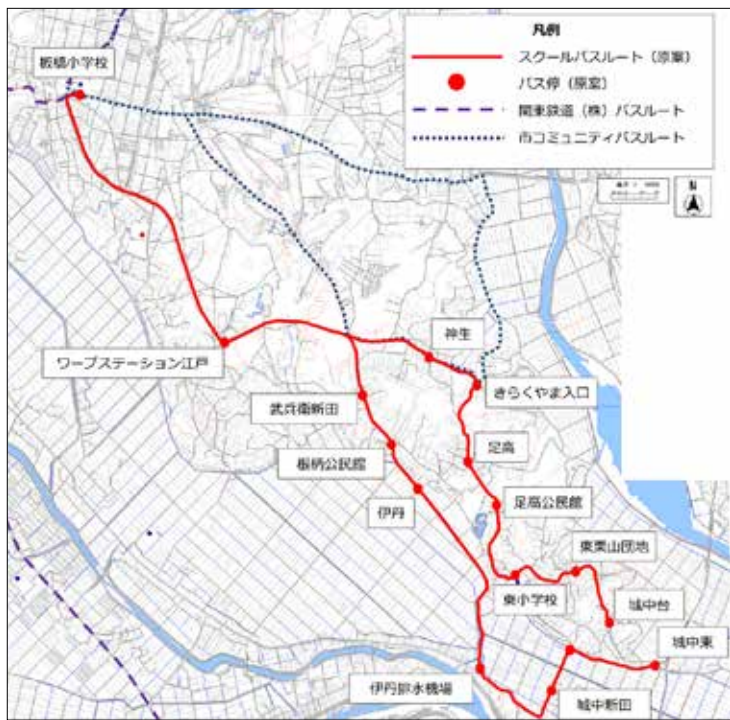 凡例
スクールバスルート（原案）
バス停（原案）
関東鉄道（株）バスルート
市コミュニティバスルート
N
板橋小学校
ワープステーション江戸
神生
きらくやま入口
武兵衛新田
足高
板柄公民館
伊丹
足高公民館
東栗山団地
東小学校
城中台
城中東
伊丹排水機場
城中新田